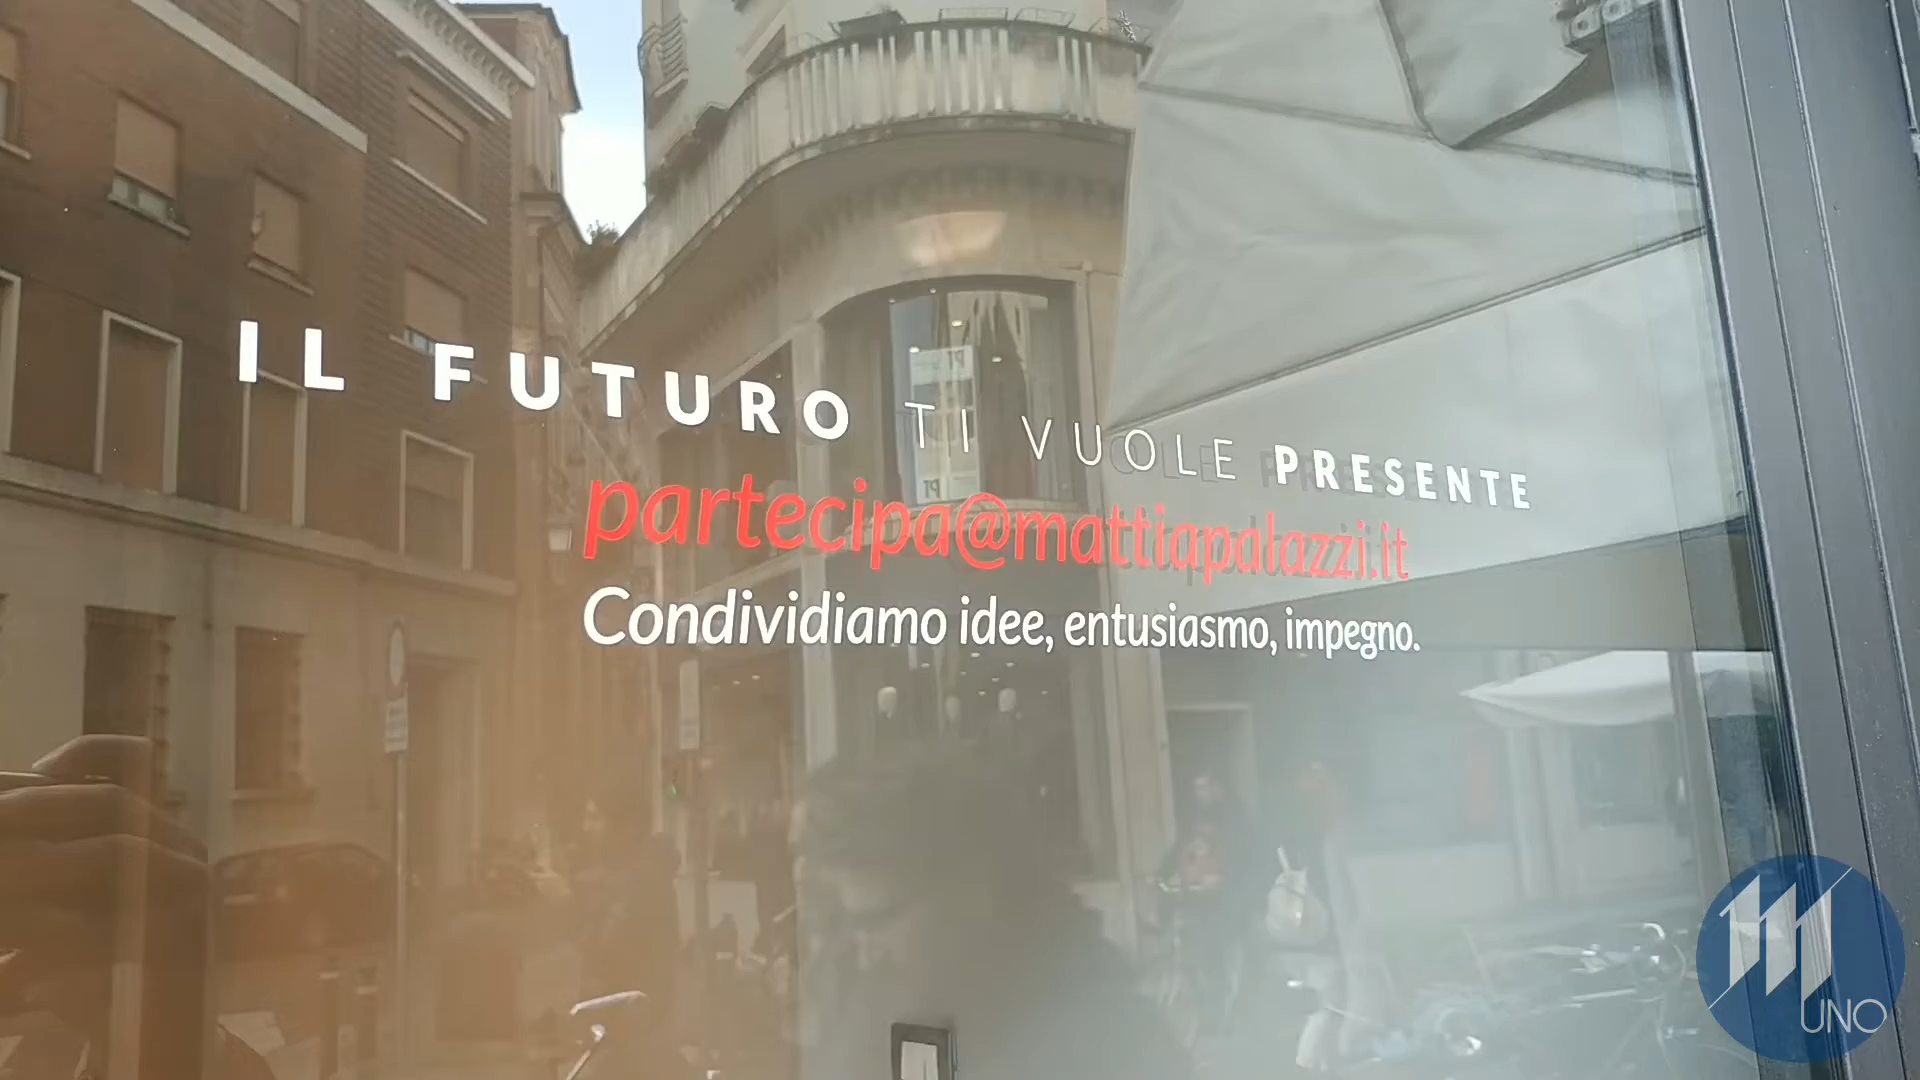 IL FUTURO TI VUOLE PRESENTE
partecipa@mattiapalazzi.it
Condividiamo idee, entusiasmo, impegno.
M
UNO